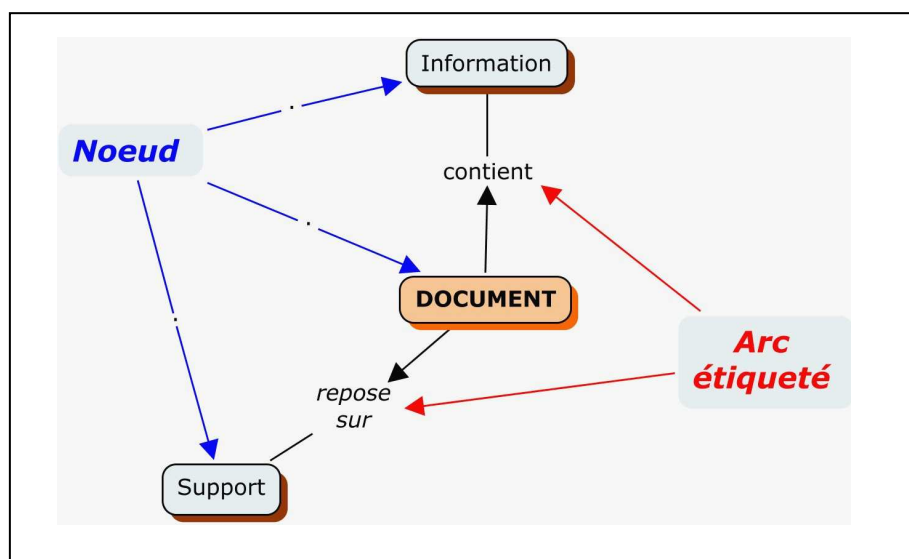 Information
Noeud
contient
DOCUMENT
Arc
étiqueté
repose
sur
Support